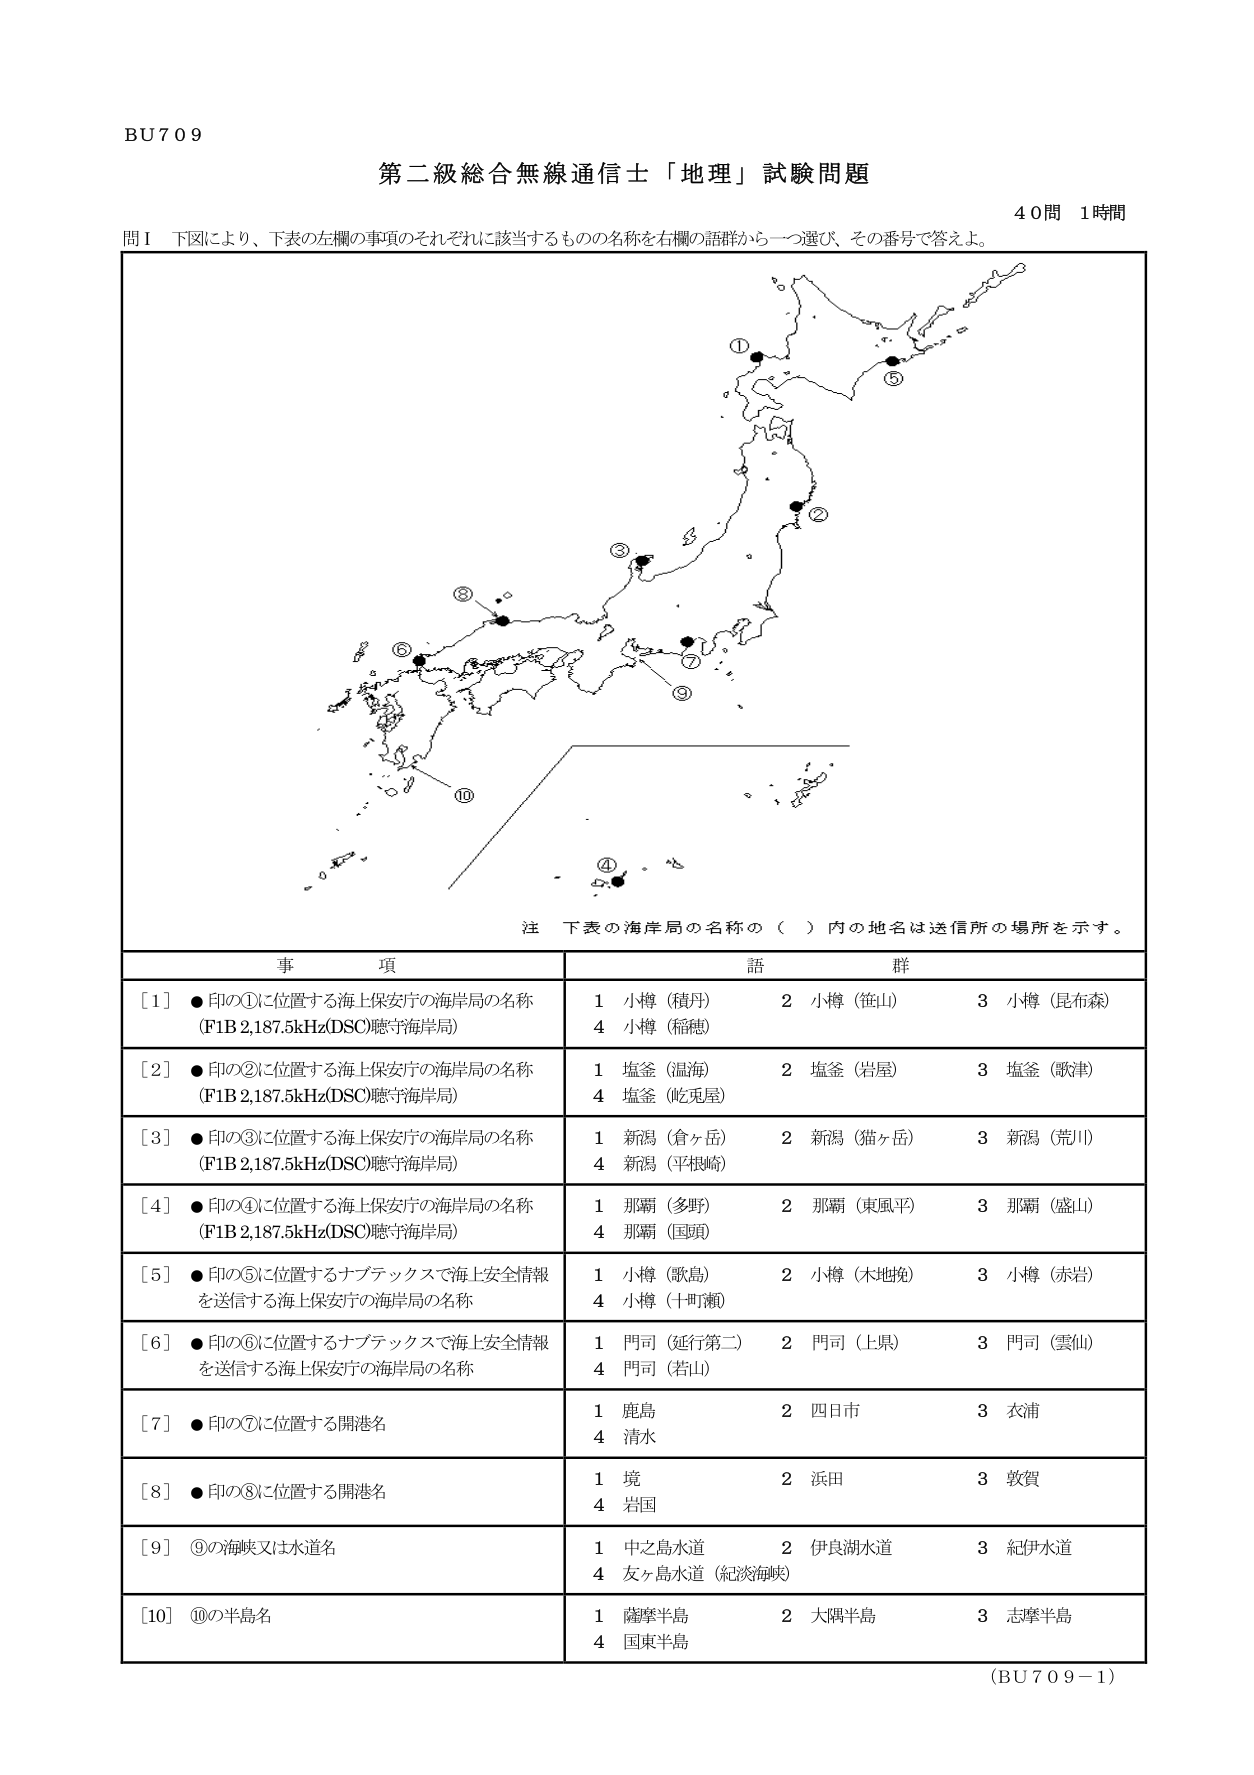 ＢＵ７０９
第二級総合無線通信士「地理」試験問題
４０問　１時間
問Ｉ　下図により、下表の左欄の事項のそれぞれに該当するものの名称を右欄の語群から一つ選び、その番号で答えよ。
①
⑤
②
③
⑧
⑥
⑦
⑨
⑩
④
注　下表の海岸局の名称の（　）内の地名は送信所の場所を示す。
事　　　　項　　　　語　　　　群
［１］　●印の①に位置する海上保安庁の海岸局の名称　1　小樽（積丹）　2　小樽（笹山）　3　小樽（昆布森）
（F1B 2,187.5kHz(DSC)聴守海岸局）　4　小樽（稲穂）
［２］　●印の②に位置する海上保安庁の海岸局の名称　1　塩釜（温海）　2　塩釜（岩屋）　3　塩釜（歌津）
（F1B 2,187.5kHz(DSC)聴守海岸局）　4　塩釜（屹兎屋）
［３］　●印の③に位置する海上保安庁の海岸局の名称　1　新潟（倉ヶ岳）　2　新潟（猫ヶ岳）　3　新潟（荒川）
（F1B 2,187.5kHz(DSC)聴守海岸局）　4　新潟（平根崎）
［４］　●印の④に位置する海上保安庁の海岸局の名称　1　那覇（多野）　2　那覇（東風平）　3　那覇（盛山）
（F1B 2,187.5kHz(DSC)聴守海岸局）　4　那覇（国頭）
［５］　●印の⑤に位置するナブテックスで海上安全情報　1　小樽（歌島）　2　小樽（木地挽）　3　小樽（赤岩）
を送信する海上保安庁の海岸局の名称　4　小樽（十町瀬）
［６］　●印の⑥に位置するナブテックスで海上安全情報　1　門司（延行第二）　2　門司（上県）　3　門司（雲仙）
を送信する海上保安庁の海岸局の名称　4　門司（若山）
［７］　●印の⑦に位置する開港名　1　鹿島　2　四日市　3　衣浦
4　清水
［８］　●印の⑧に位置する開港名　1　境　2　浜田　3　敦賀
4　岩国
［９］　⑨の海峡又は水道名　1　中之島水道　2　伊良湖水道　3　紀伊水道
4　友ヶ島水道（紀淡海峡）
［10］　⑩の半島名　1　薩摩半島　2　大隅半島　3　志摩半島
4　国東半島
（ＢＵ７０９－１）